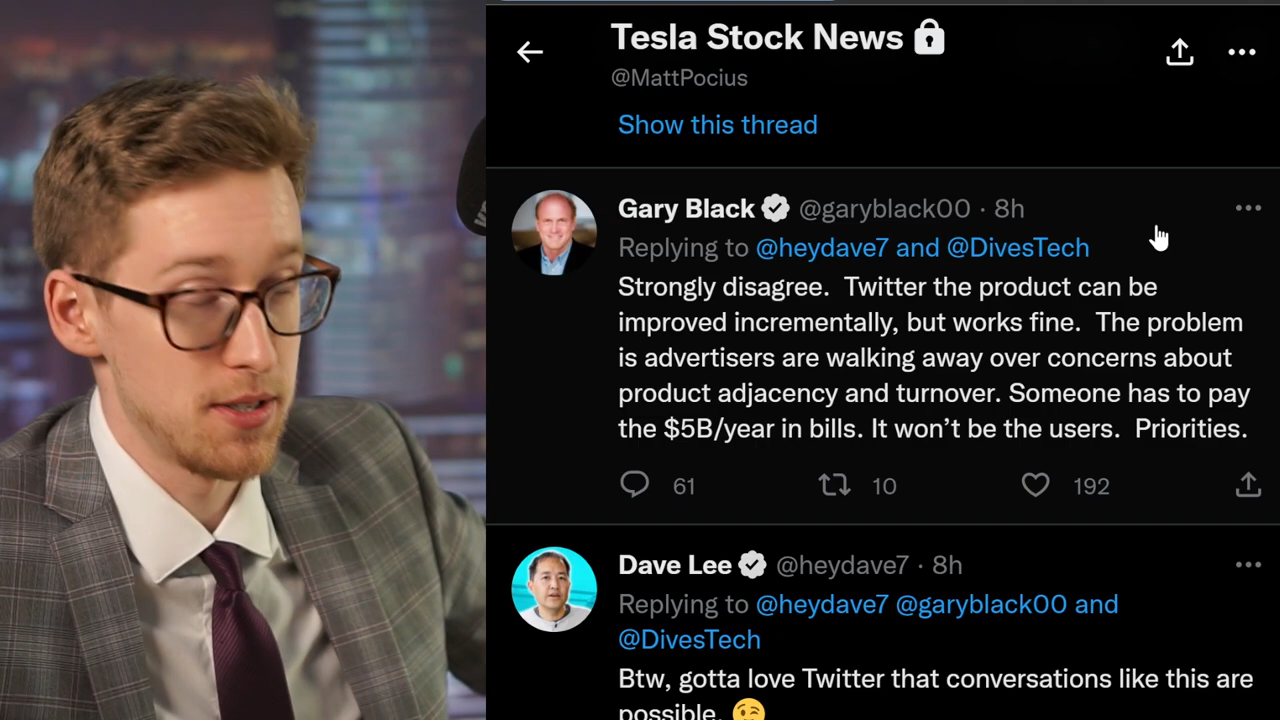 Tesla Stock News
@MattPocius
Show this thread
Gary Black @garyblack00 · 8h
Replying to @heydave7 and @DivesTech
Strongly disagree.  Twitter the product can be
improved incrementally, but works fine.  The problem
is advertisers are walking away over concerns about
product adjacency and turnover. Someone has to pay
the $5B/year in bills. It won’t be the users.  Priorities.
61 10 192
Dave Lee @heydave7 · 8h
Replying to @heydave7 @garyblack00 and
@DivesTech
Btw, gotta love Twitter that conversations like this are
possible. 😉